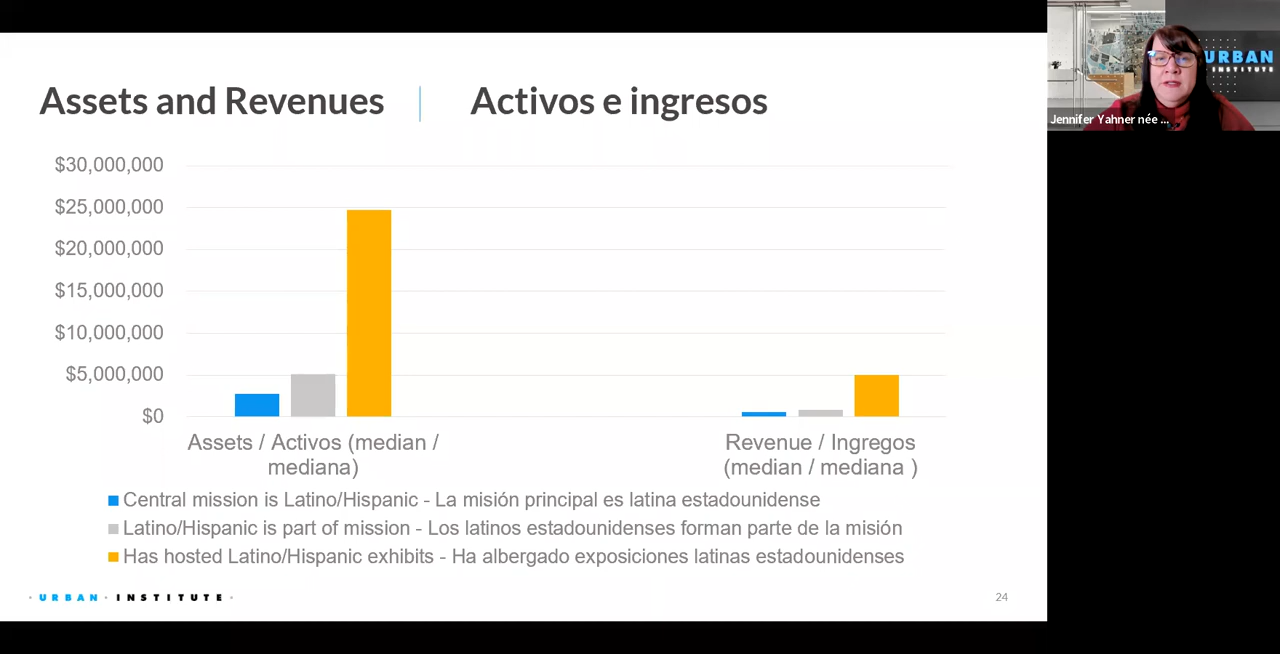 Assets and Revenues | Activos e ingresos
$30,000,000
$25,000,000
$20,000,000
$15,000,000
$10,000,000
$5,000,000
$0
Assets / Activos (median /
mediana)
Revenue / Ingregos
(median / mediana )
Central mission is Latino/Hispanic - La misión principal es latina estadounidense
Latino/Hispanic is part of mission - Los latinos estadounidenses forman parte de la misión
Has hosted Latino/Hispanic exhibits - Ha albergado exposiciones latinas estadounidenses
· URBAN · INSTITUTE ·
24
URBAN
INSTITUTE
Jennifer Yahner née ...